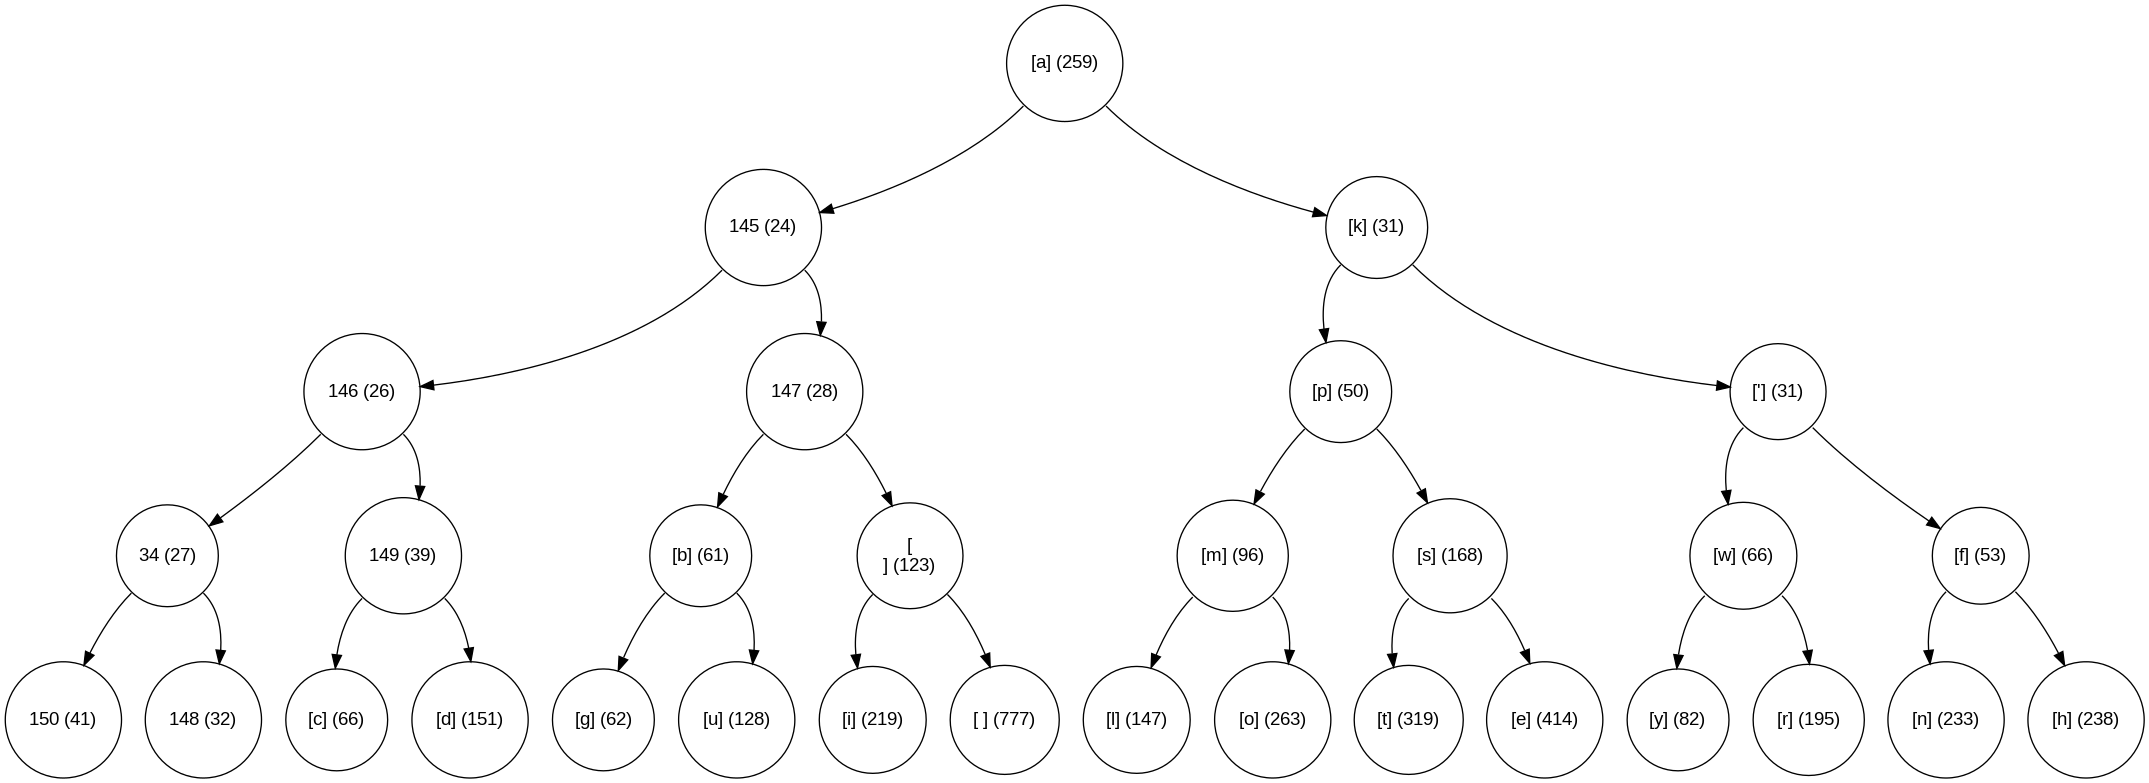 [a] (259)
145 (24)
[k] (31)
146 (26)
147 (28)
[p] (50)
['] (31)
34 (27)
149 (39)
[b] (61)
[
] (123)
[m] (96)
[s] (168)
[w] (66)
[f] (53)
150 (41)
148 (32)
[c] (66)
[d] (151)
[g] (62)
[u] (128)
[i] (219)
[ ] (777)
[l] (147)
[o] (263)
[t] (319)
[e] (414)
[y] (82)
[r] (195)
[n] (233)
[h] (238)